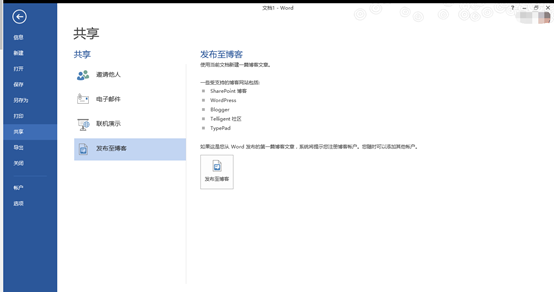 文档1 - Word
?
信息
新建
打开
保存
另存为
打印
共享
导出
关闭
帐户
选项
共享
共享
邀请他人
电子邮件
联机演示
发布至博客
发布至博客
使用当前文档新建一篇博客文章。
一些受支持的博客网站包括:
SharePoint 博客
WordPress
Blogger
Telligent 社区
TypePad
如果这是您从 Word 发布的第一篇博客文章，系统将提示您注册博客帐户。您随时可以添加其他帐户。
发布至博客